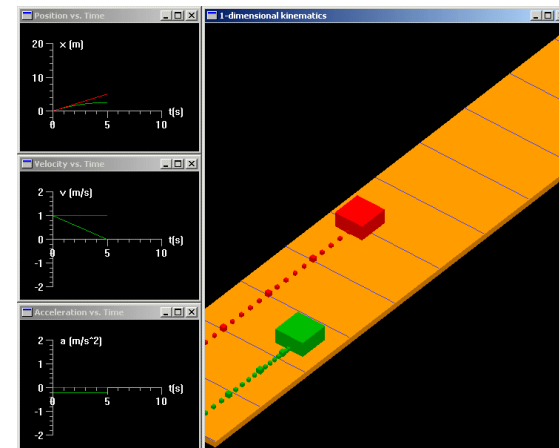 Position vs. Time
20
x (m)
10
0
0
5
10
t(s)
Velocity vs. Time
2
v (m/s)
1
0
0
5
10
t(s)
-1
-2
Acceleration vs. Time
2
a (m/s^2)
1
0
0
5
10
t(s)
-1
-2
1-dimensional kinematics